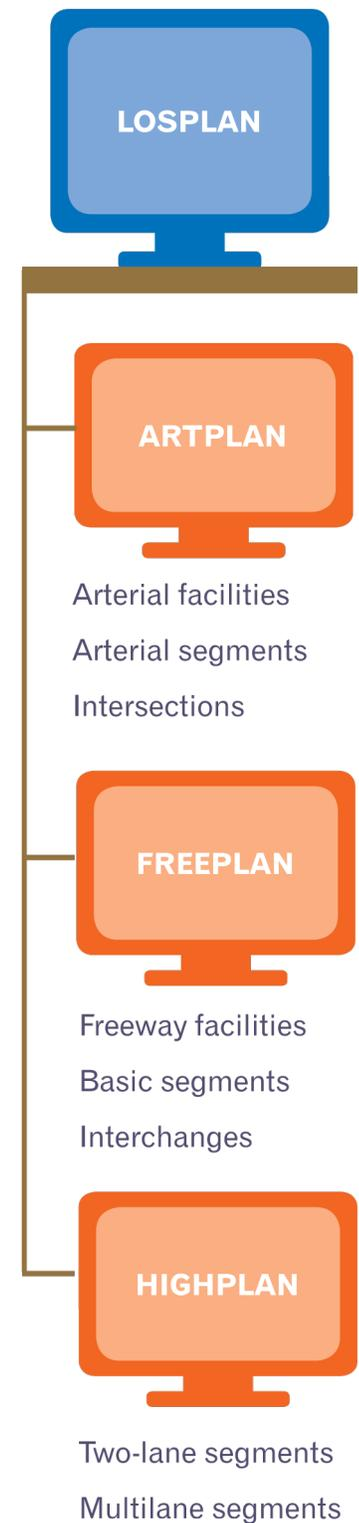 LOSPLAN
ARTPLAN
Arterial facilities
Arterial segments
Intersections
FREEPLAN
Freeway facilities
Basic segments
Interchanges
HIGHPLAN
Two-lane segments
Multilane segments